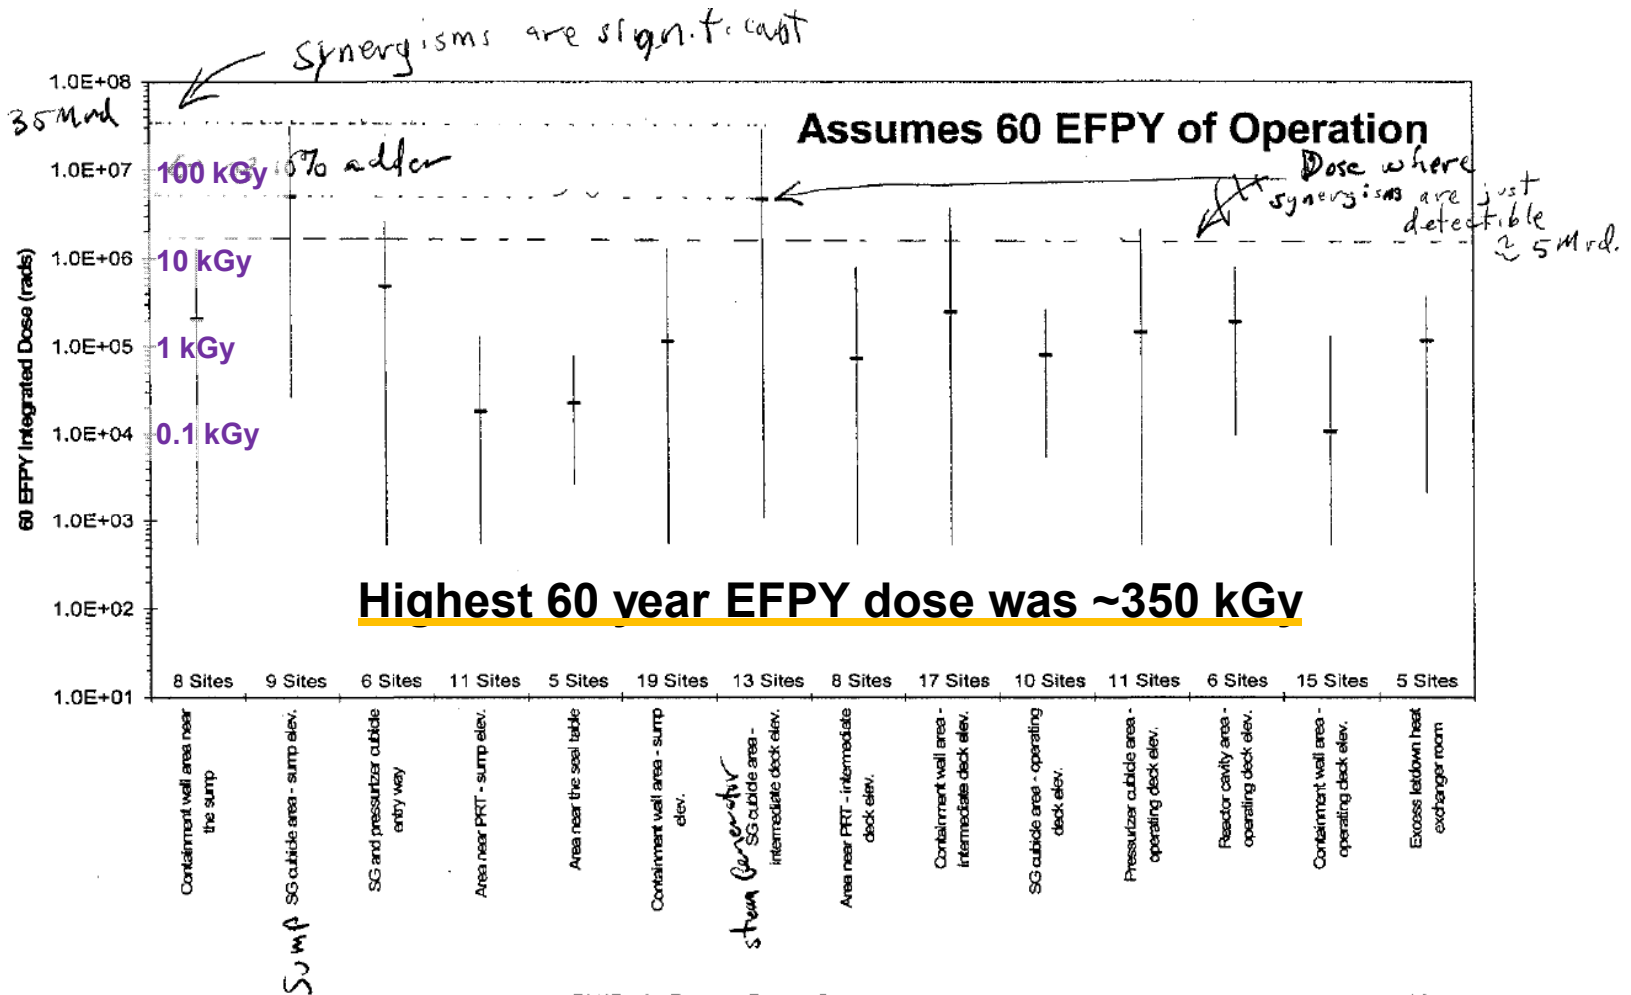 synergisms are significant
1.0E+08
35 Mrd
Assumes 60 EFPY of Operation
1.0E+07
100 kGy
% adder
Dose where
synergisms are just
detectible
≈ 5 Mrd.
1.0E+06
10 kGy
1.0E+05
1 kGy
1.0E+04
0.1 kGy
1.0E+03
1.0E+02
1.0E+01
60 EFPY Integrated Dose (rads)
Highest 60 year EFPY dose was ~350 kGy
8 Sites 9 Sites 6 Sites 11 Sites 5 Sites 19 Sites 13 Sites 8 Sites 17 Sites 10 Sites 11 Sites 6 Sites 15 Sites 5 Sites
Containment wall area near
the sump
SG cubicle area - sump elev.
Sump
SG and pressurizer cubicle
entry way
Area near PRT - sump elev.
Area near the seal table
Containment wall area - sump
elev.
steam Generator
SG cubicle area -
intermediate deck elev.
Area near PRT - intermediate
deck elev.
Containment wall area -
intermediate deck elev.
SG cubicle area - operating
deck elev.
Pressurizer cubicle area -
operating deck elev.
Reactor cavity area -
operating deck elev.
Containment wall area -
operating deck elev.
Excess letdown heat
exchanger room